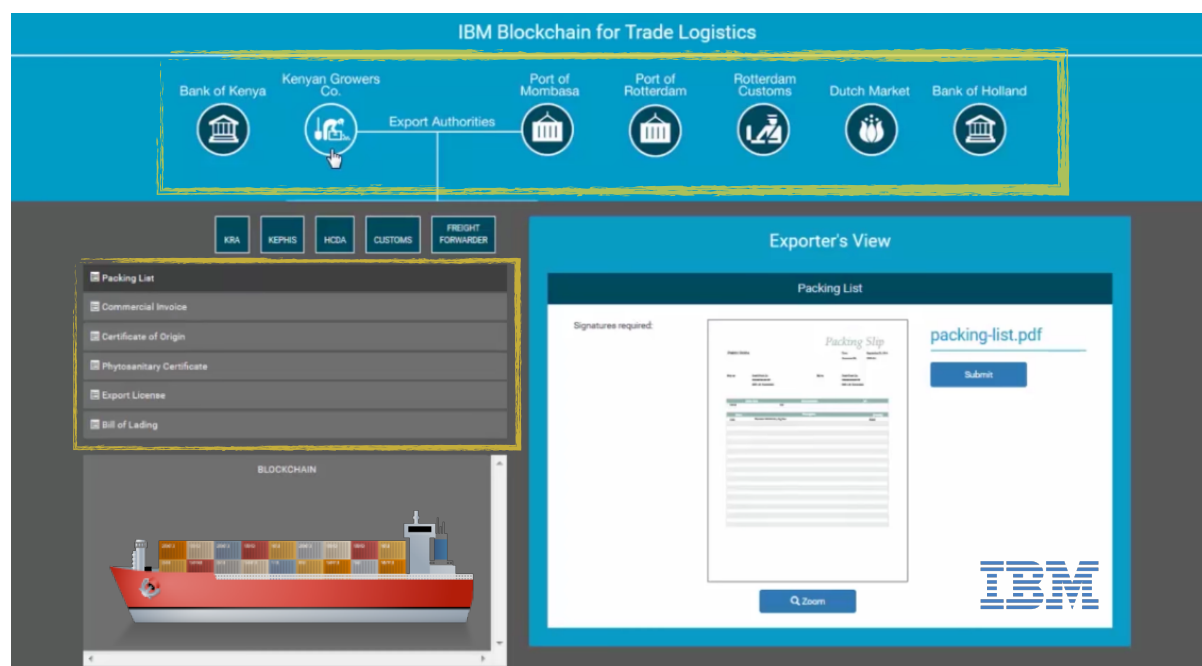 IBM Blockchain for Trade Logistics
Bank of Kenya
Kenyan Growers
Co.
Export Authorities
Port of
Mombasa
Port of
Rotterdam
Rotterdam
Customs
Dutch Market
Bank of Holland
KRA
KEPHIS
HCDA
CUSTOMS
FREIGHT
FORWARDER
Packing List
Commercial Invoice
Certificate of Origin
Phytosanitary Certificate
Export License
Bill of Lading
BLOCKCHAIN
Exporter's View
Packing List
Signatures required:
Packing Slip
packing-list.pdf
Submit
Zoom
IBM